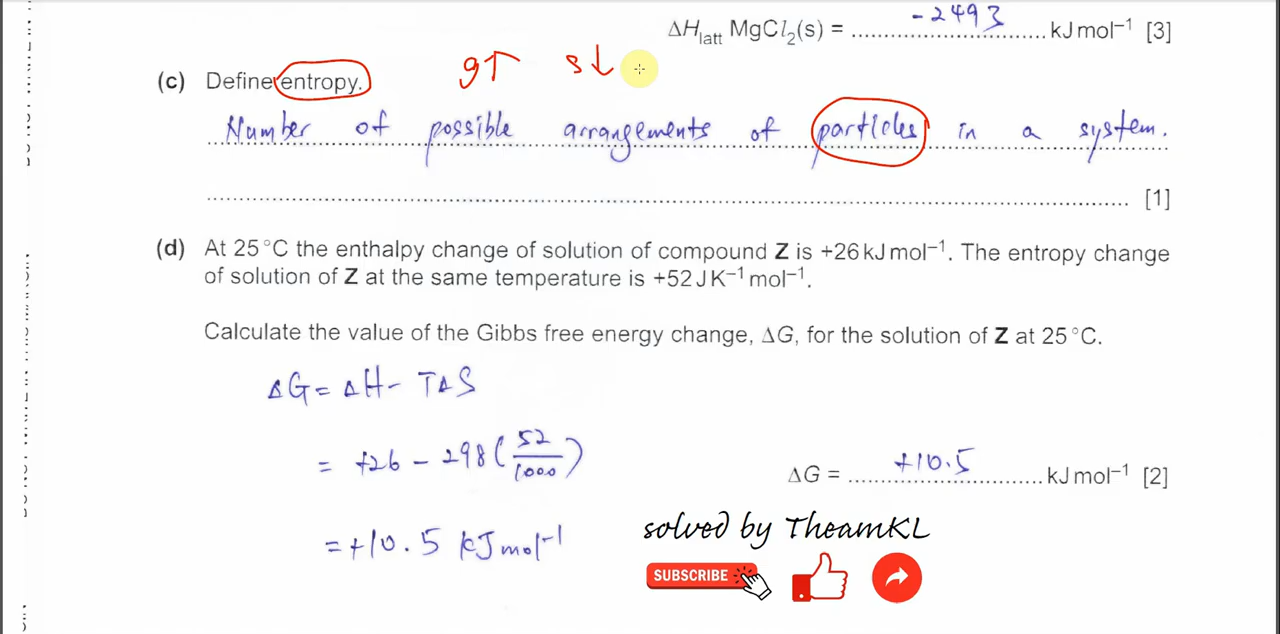 ΔHlatt MgCl2(s) = -2493 kJ mol–1 [3]
(c) Define entropy. g↑ s↓
Number of possible arrangements of particles in a system.
[1]
(d) At 25 °C the enthalpy change of solution of compound Z is +26 kJ mol–1. The entropy change
of solution of Z at the same temperature is +52 J K–1 mol–1.
Calculate the value of the Gibbs free energy change, ΔG, for the solution of Z at 25 °C.
ΔG = ΔH - TΔS
= +26 - 298 (52/1000)
ΔG = +10.5 kJ mol–1 [2]
= +10.5 kJ mol-1
solved by TheamKL
SUBSCRIBE